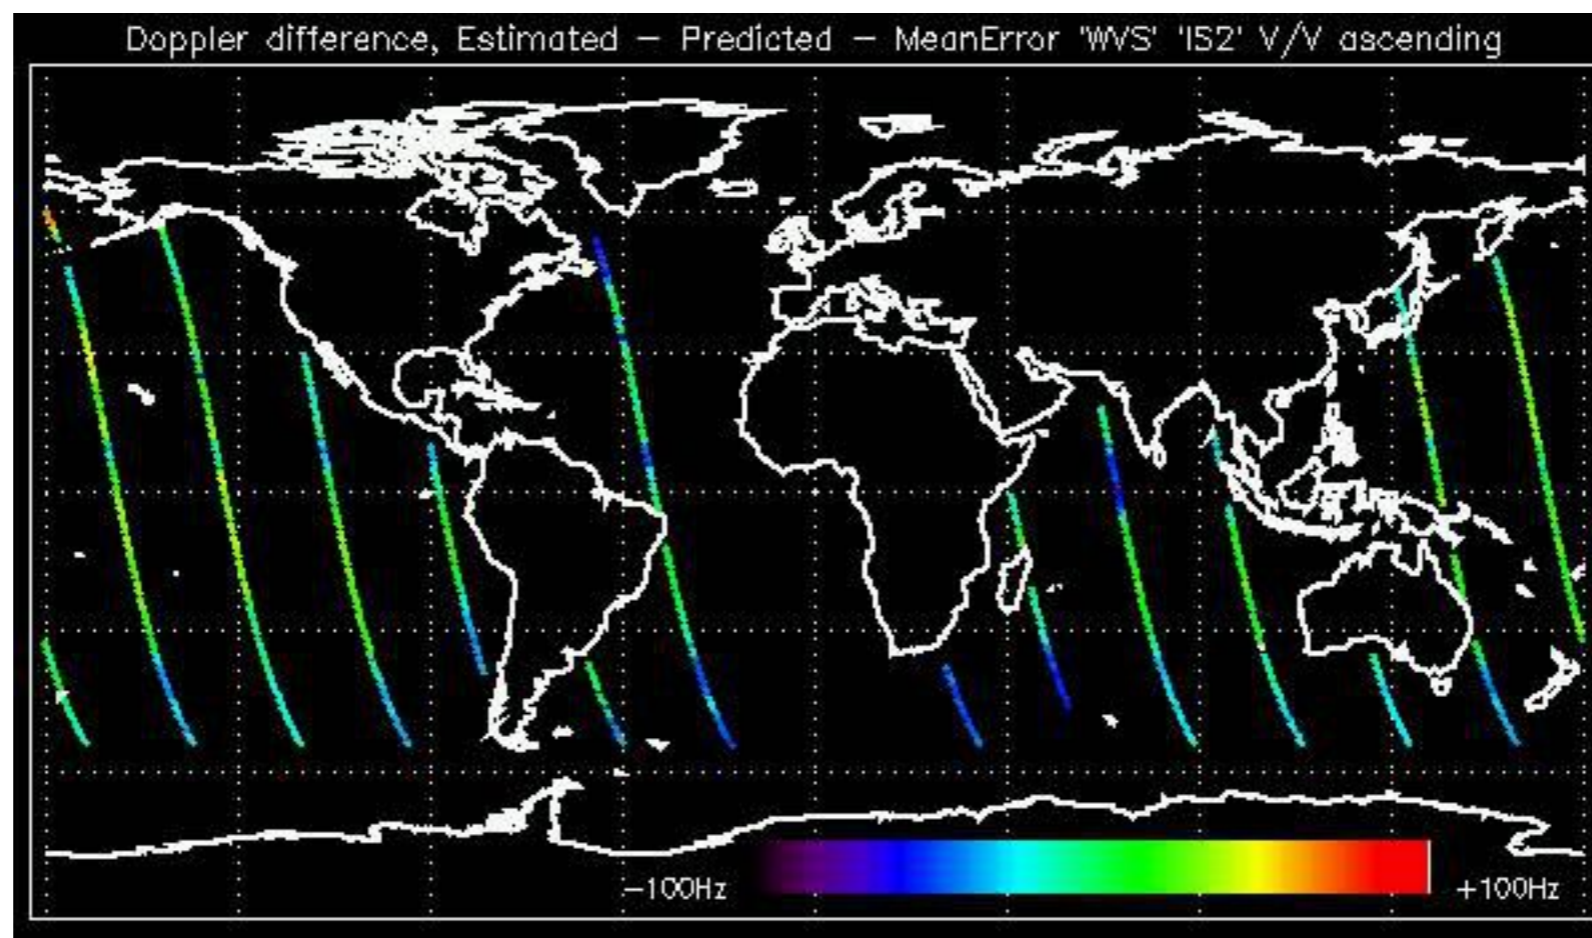 Doppler difference, Estimated – Predicted – MeanError 'WVS' 'IS2' V/V ascending
–100Hz
+100Hz